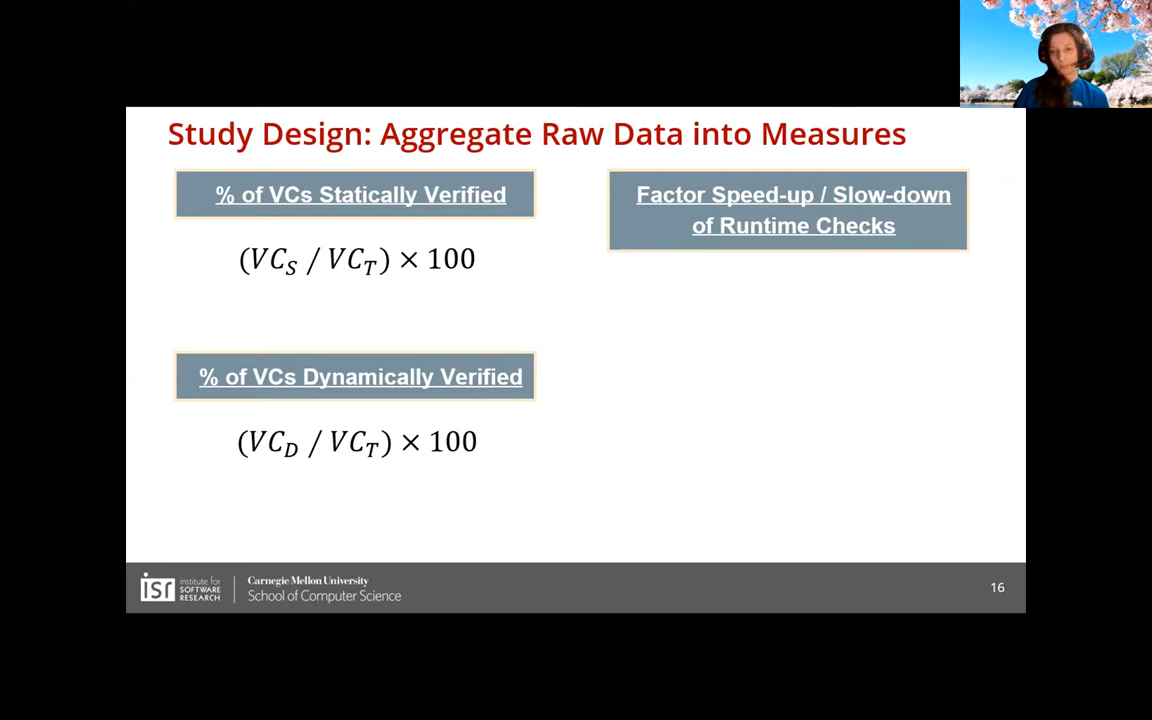 Study Design: Aggregate Raw Data into Measures
% of VCs Statically Verified
(VC_S / VC_T) × 100
% of VCs Dynamically Verified
(VC_D / VC_T) × 100
Factor Speed-up / Slow-down
of Runtime Checks
isr
institute for
SOFTWARE
RESEARCH
Carnegie Mellon University
School of Computer Science
16